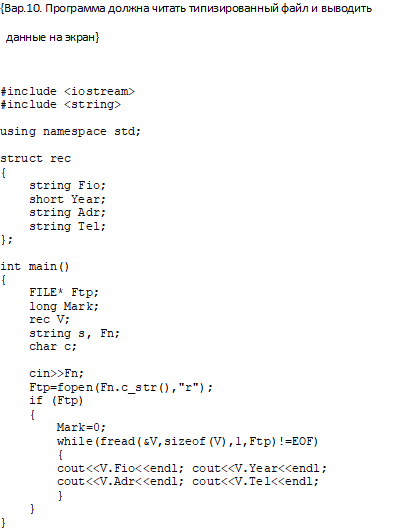 {Вар.10. Программа должна читать типизированный файл и выводить
данные на экран}
#include <iostream>
#include <string>
using namespace std;
struct rec
{
string Fio;
short Year;
string Adr;
string Tel;
};
int main()
{
FILE* Ftp;
long Mark;
rec V;
string s, Fn;
char c;
cin>>Fn;
Ftp=fopen(Fn.c_str(),"r");
if (Ftp)
{
Mark=0;
while(fread(&V,sizeof(V),1,Ftp)!=EOF)
{
cout<<V.Fio<<endl; cout<<V.Year<<endl;
cout<<V.Adr<<endl; cout<<V.Tel<<endl;
}
}
}